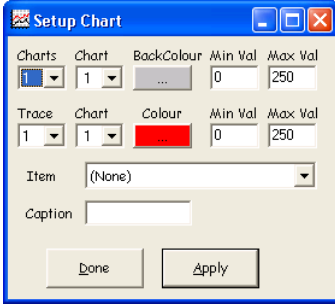 Setup Chart
Charts Chart BackColour Min Val Max Val
1 1 ... 0 250
Trace Chart Colour Min Val Max Val
1 1 ... 0 250
Item (None)
Caption
Done Apply